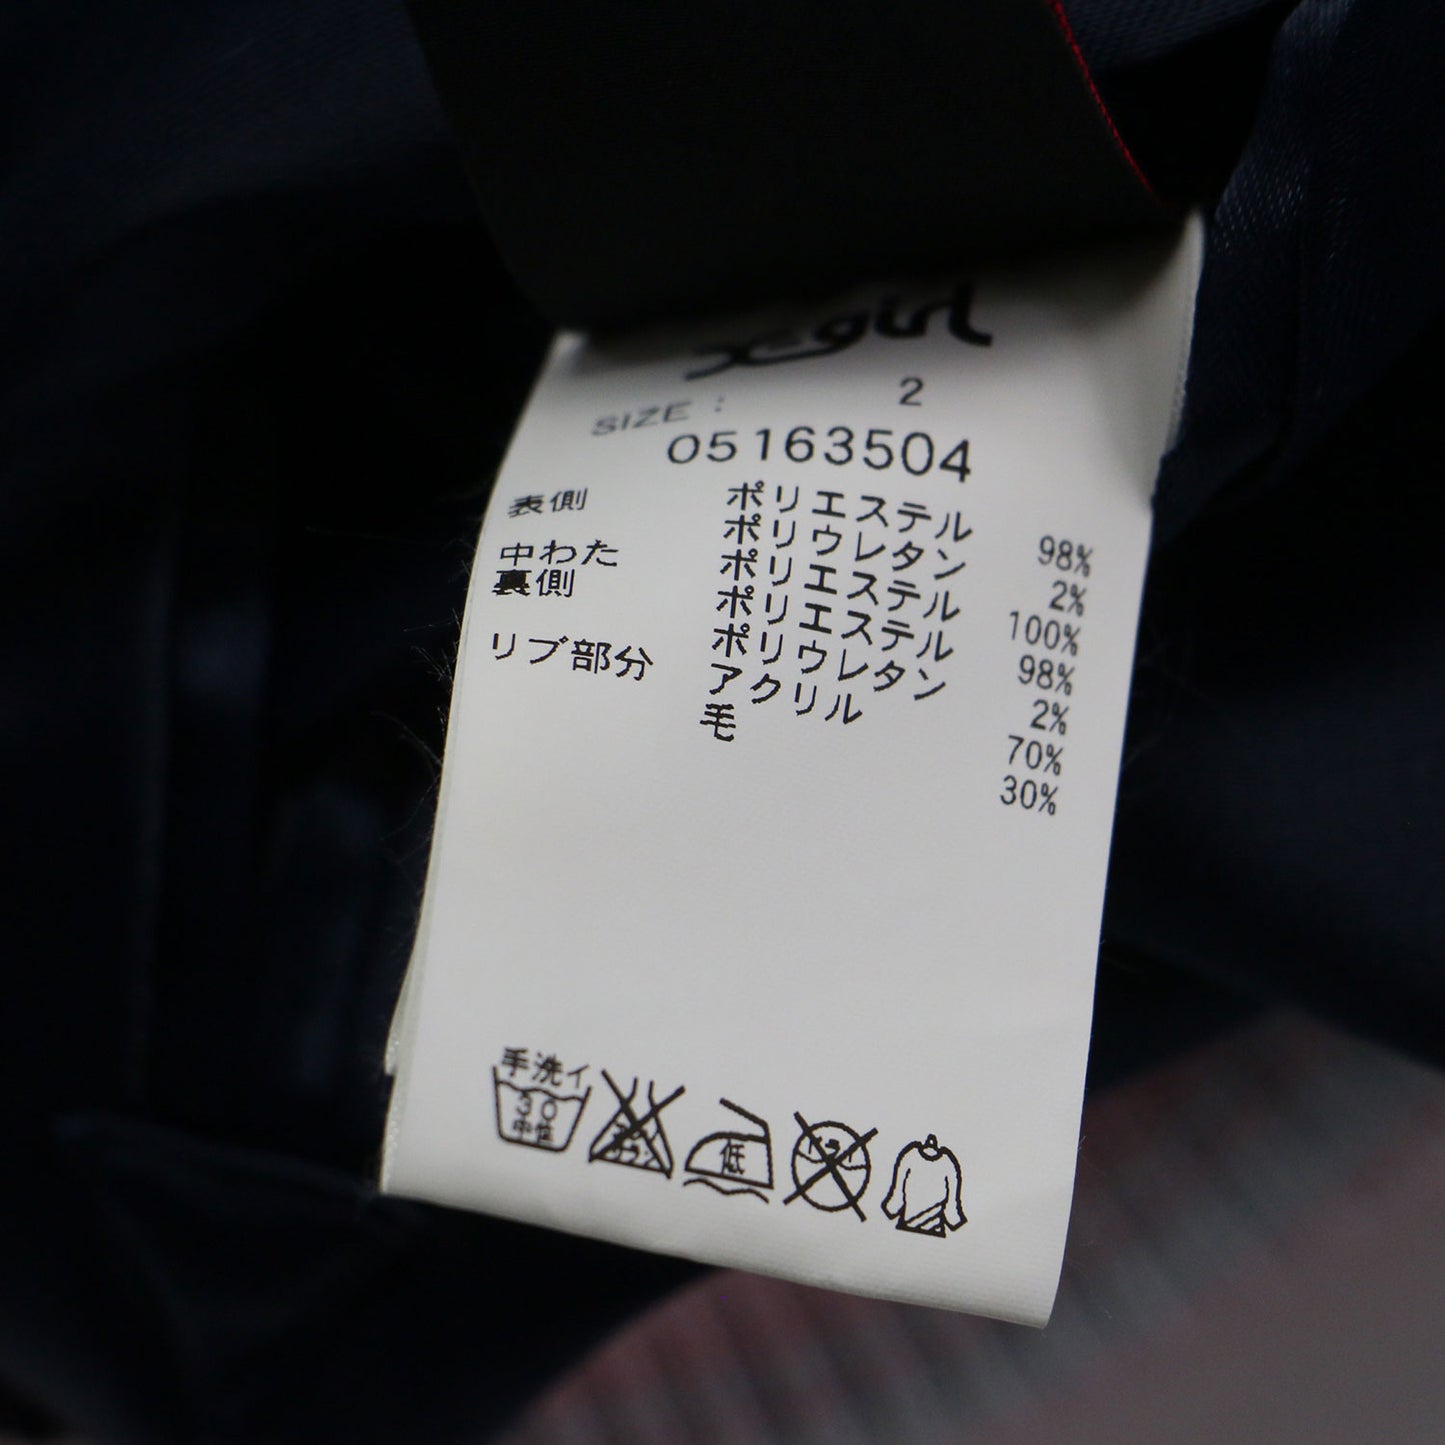 X-girl
SIZE : 2
05163504
表側 ポリエステル 98%
ポリウレタン 2%
中わた ポリエステル 100%
裏側 ポリエステル 98%
ポリウレタン 2%
リブ部分 アクリル 70%
毛 30%
手洗イ
30
中性
低